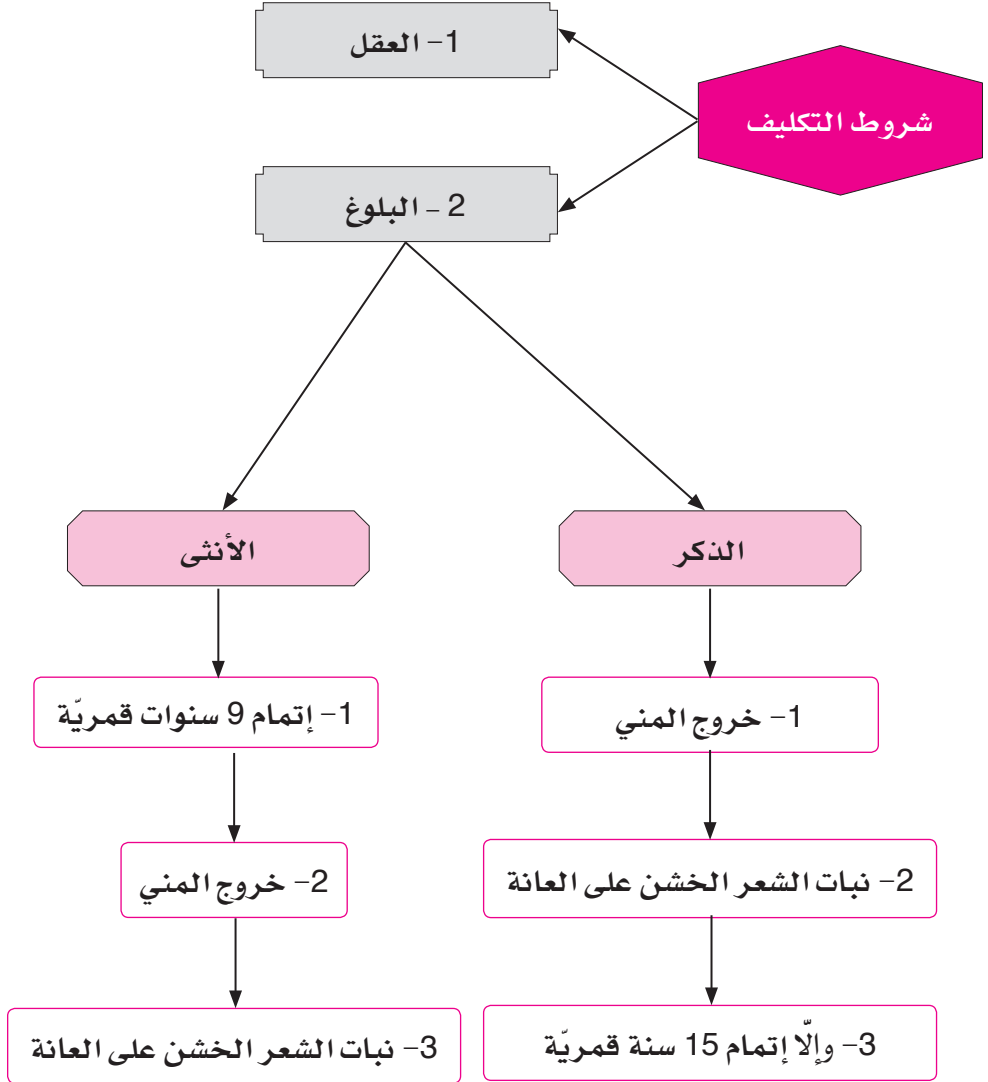 شروط التكليف
1- العقل
2 - البلوغ
الذكر
1- خروج المني
2- نبات الشعر الخشن على العانة
3- وإلّا إتمام 15 سنة قمريّة
الأنثى
1- إتمام 9 سنوات قمريّة
2- خروج المني
3- نبات الشعر الخشن على العانة